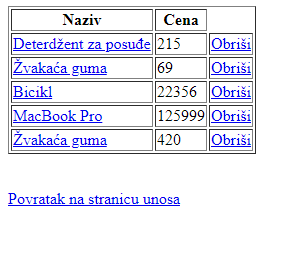 Naziv Cena
Deterdžent za posuđe 215 Obriši
Žvakaća guma 69 Obriši
Bicikl 22356 Obriši
MacBook Pro 125999 Obriši
Žvakaća guma 420 Obriši
Povratak na stranicu unosa